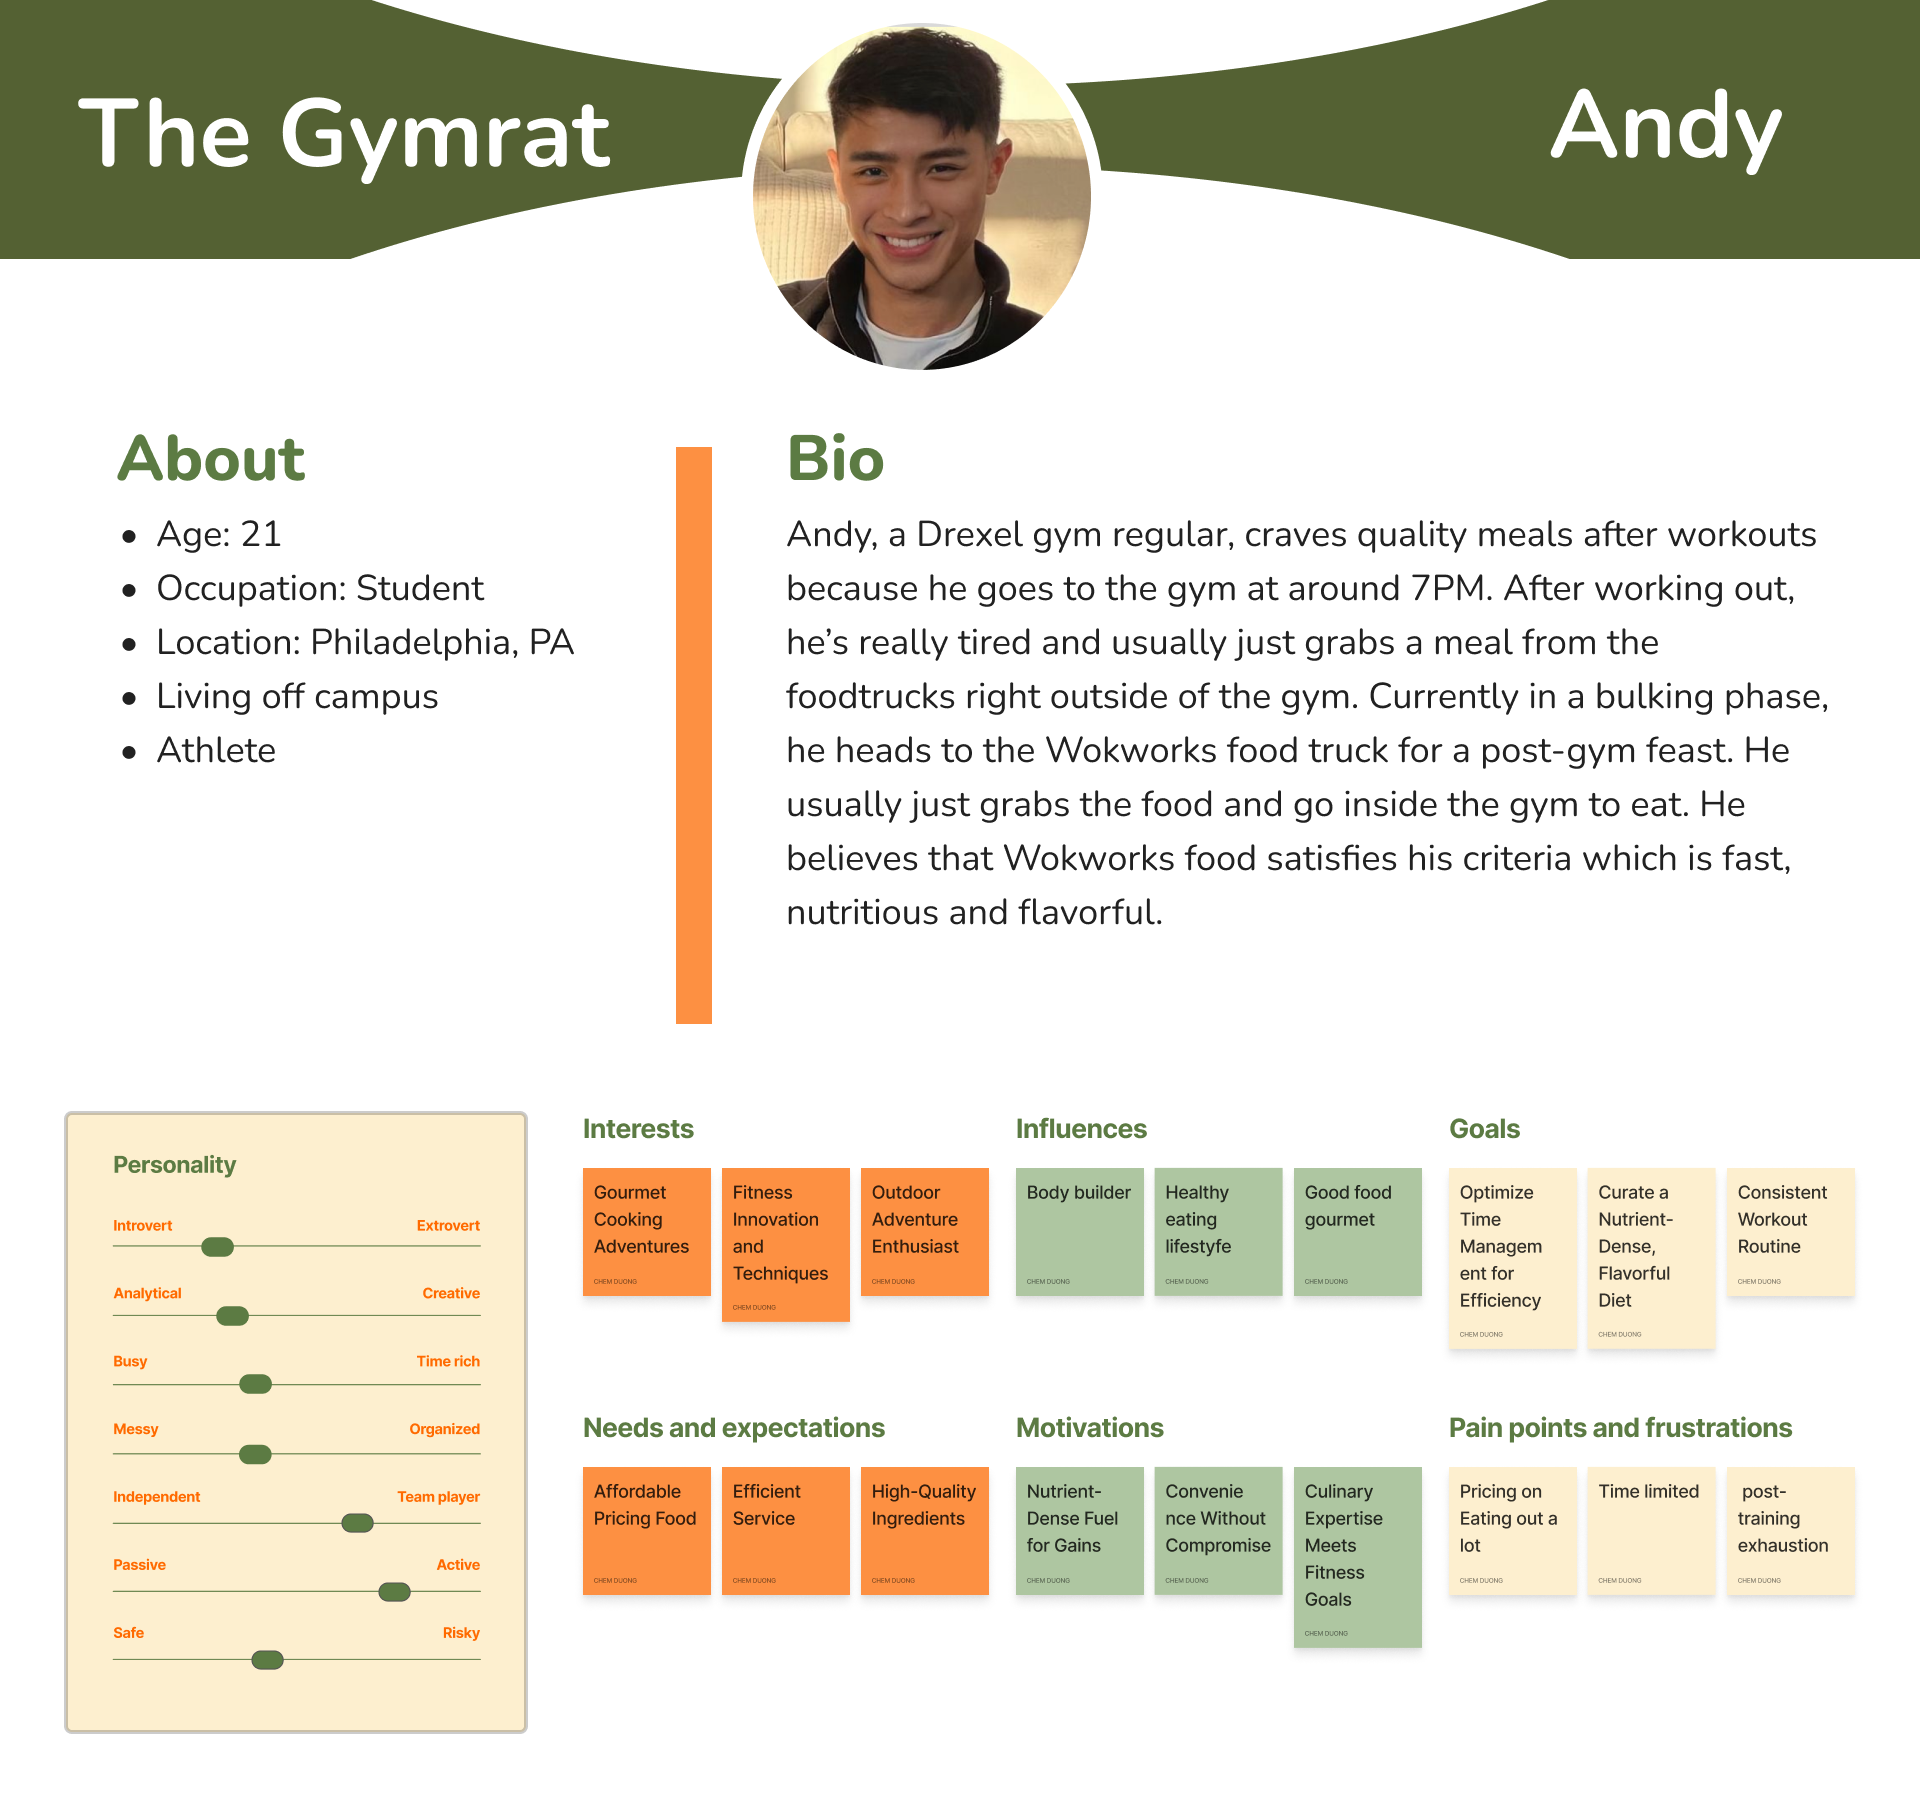 The Gymrat
Andy
About
• Age: 21
• Occupation: Student
• Location: Philadelphia, PA
• Living off campus
• Athlete
Bio
Andy, a Drexel gym regular, craves quality meals after workouts
because he goes to the gym at around 7PM. After working out,
he’s really tired and usually just grabs a meal from the
foodtrucks right outside of the gym. Currently in a bulking phase,
he heads to the Wokworks food truck for a post-gym feast. He
usually just grabs the food and go inside the gym to eat. He
believes that Wokworks food satisfies his criteria which is fast,
nutritious and flavorful.
Personality
Introvert Extrovert
Analytical Creative
Busy Time rich
Messy Organized
Independent Team player
Passive Active
Safe Risky
Interests
Gourmet
Cooking
Adventures
CHEM DUONG
Fitness
Innovation
and
Techniques
CHEM DUONG
Outdoor
Adventure
Enthusiast
CHEM DUONG
Influences
Body builder
CHEM DUONG
Healthy
eating
lifestyfe
CHEM DUONG
Good food
gourmet
CHEM DUONG
Goals
Optimize
Time
Managem
ent for
Efficiency
CHEM DUONG
Curate a
Nutrient-
Dense,
Flavorful
Diet
CHEM DUONG
Consistent
Workout
Routine
CHEM DUONG
Needs and expectations
Affordable
Pricing Food
CHEM DUONG
Efficient
Service
CHEM DUONG
High-Quality
Ingredients
CHEM DUONG
Motivations
Nutrient-
Dense Fuel
for Gains
CHEM DUONG
Convenie
nce Without
Compromise
CHEM DUONG
Culinary
Expertise
Meets
Fitness
Goals
CHEM DUONG
Pain points and frustrations
Pricing on
Eating out a
lot
CHEM DUONG
Time limited
CHEM DUONG
post-
training
exhaustion
CHEM DUONG